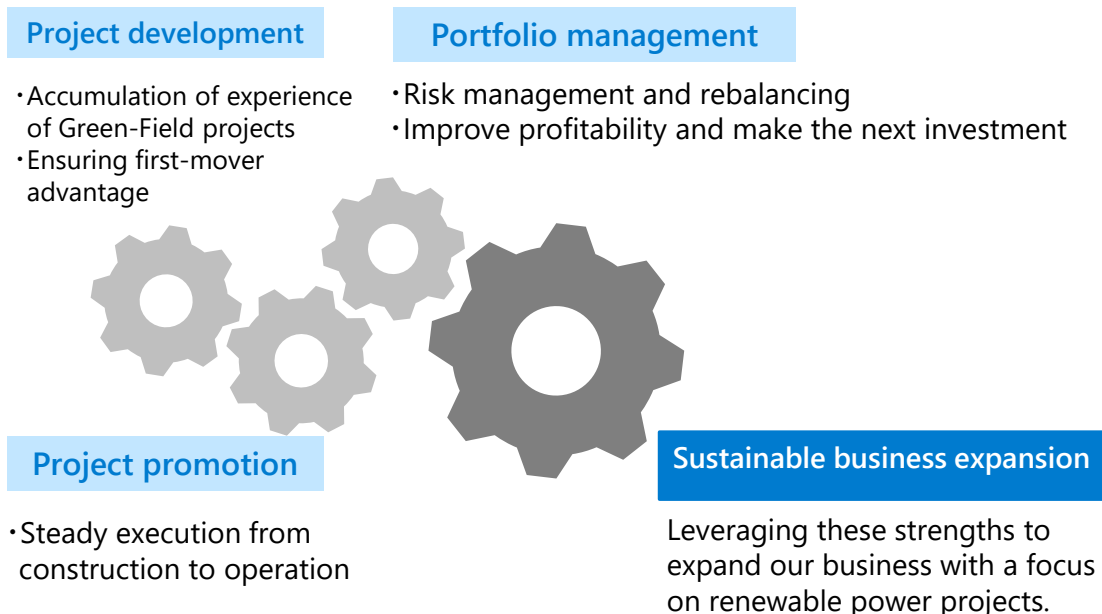 Project development
・Accumulation of experience
of Green-Field projects
・Ensuring first-mover
advantage
Portfolio management
・Risk management and rebalancing
・Improve profitability and make the next investment
Project promotion
・Steady execution from
construction to operation
Sustainable business expansion
Leveraging these strengths to
expand our business with a focus
on renewable power projects.